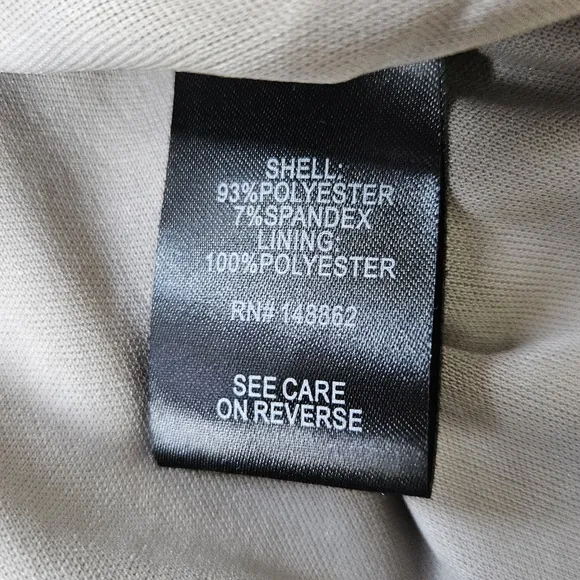 SHELL:
93%POLYESTER
7%SPANDEX
LINING:
100%POLYESTER
RN# 148862
SEE CARE
ON REVERSE